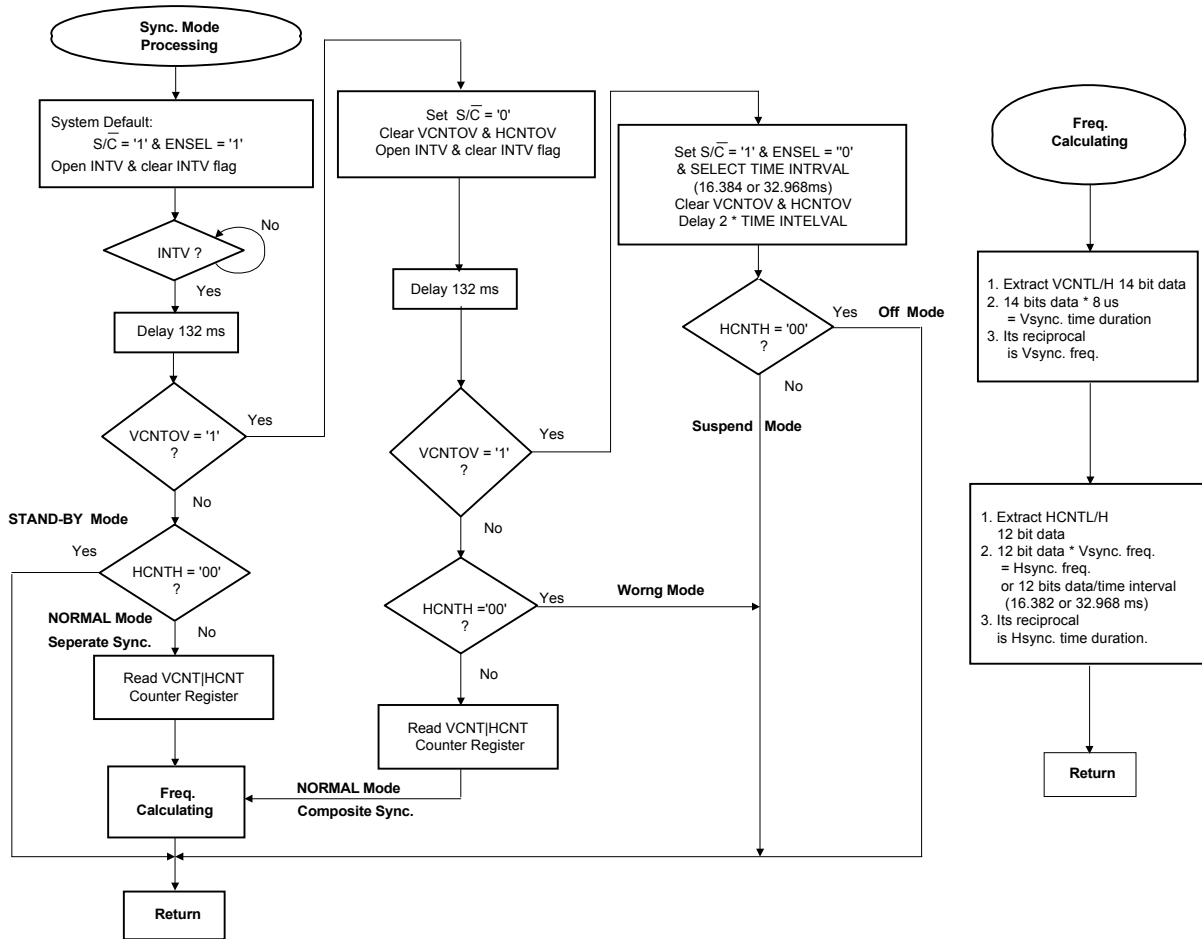 Sync. Mode
Processing
System Default:
S/C̅ = '1' & ENSEL = '1'
Open INTV & clear INTV flag
INTV ?
No
Yes
Delay 132 ms
VCNTOV = '1'
?
Yes
No
STAND-BY Mode
Yes
HCNTH = '00'
?
NORMAL Mode
Seperate Sync.
No
Read VCNT|HCNT
Counter Register
Freq.
Calculating
Return
Set S/C̅ = '0'
Clear VCNTOV & HCNTOV
Open INTV & clear INTV flag
Delay 132 ms
VCNTOV = '1'
?
Yes
No
HCNTH ='00'
?
Yes
Worng Mode
No
Read VCNT|HCNT
Counter Register
NORMAL Mode
Composite Sync.
Set S/C̅ = '1' & ENSEL = "0'
& SELECT TIME INTRVAL
(16.384 or 32.968ms)
Clear VCNTOV & HCNTOV
Delay 2 * TIME INTELVAL
HCNTH = '00'
?
Yes
Off Mode
No
Suspend Mode
Freq.
Calculating
1. Extract VCNTL/H 14 bit data
2. 14 bits data * 8 us
= Vsync. time duration
3. Its reciprocal
is Vsync. freq.
1. Extract HCNTL/H
12 bit data
2. 12 bit data * Vsync. freq.
= Hsync. freq.
or 12 bits data/time interval
(16.382 or 32.968 ms)
3. Its reciprocal
is Hsync. time duration.
Return